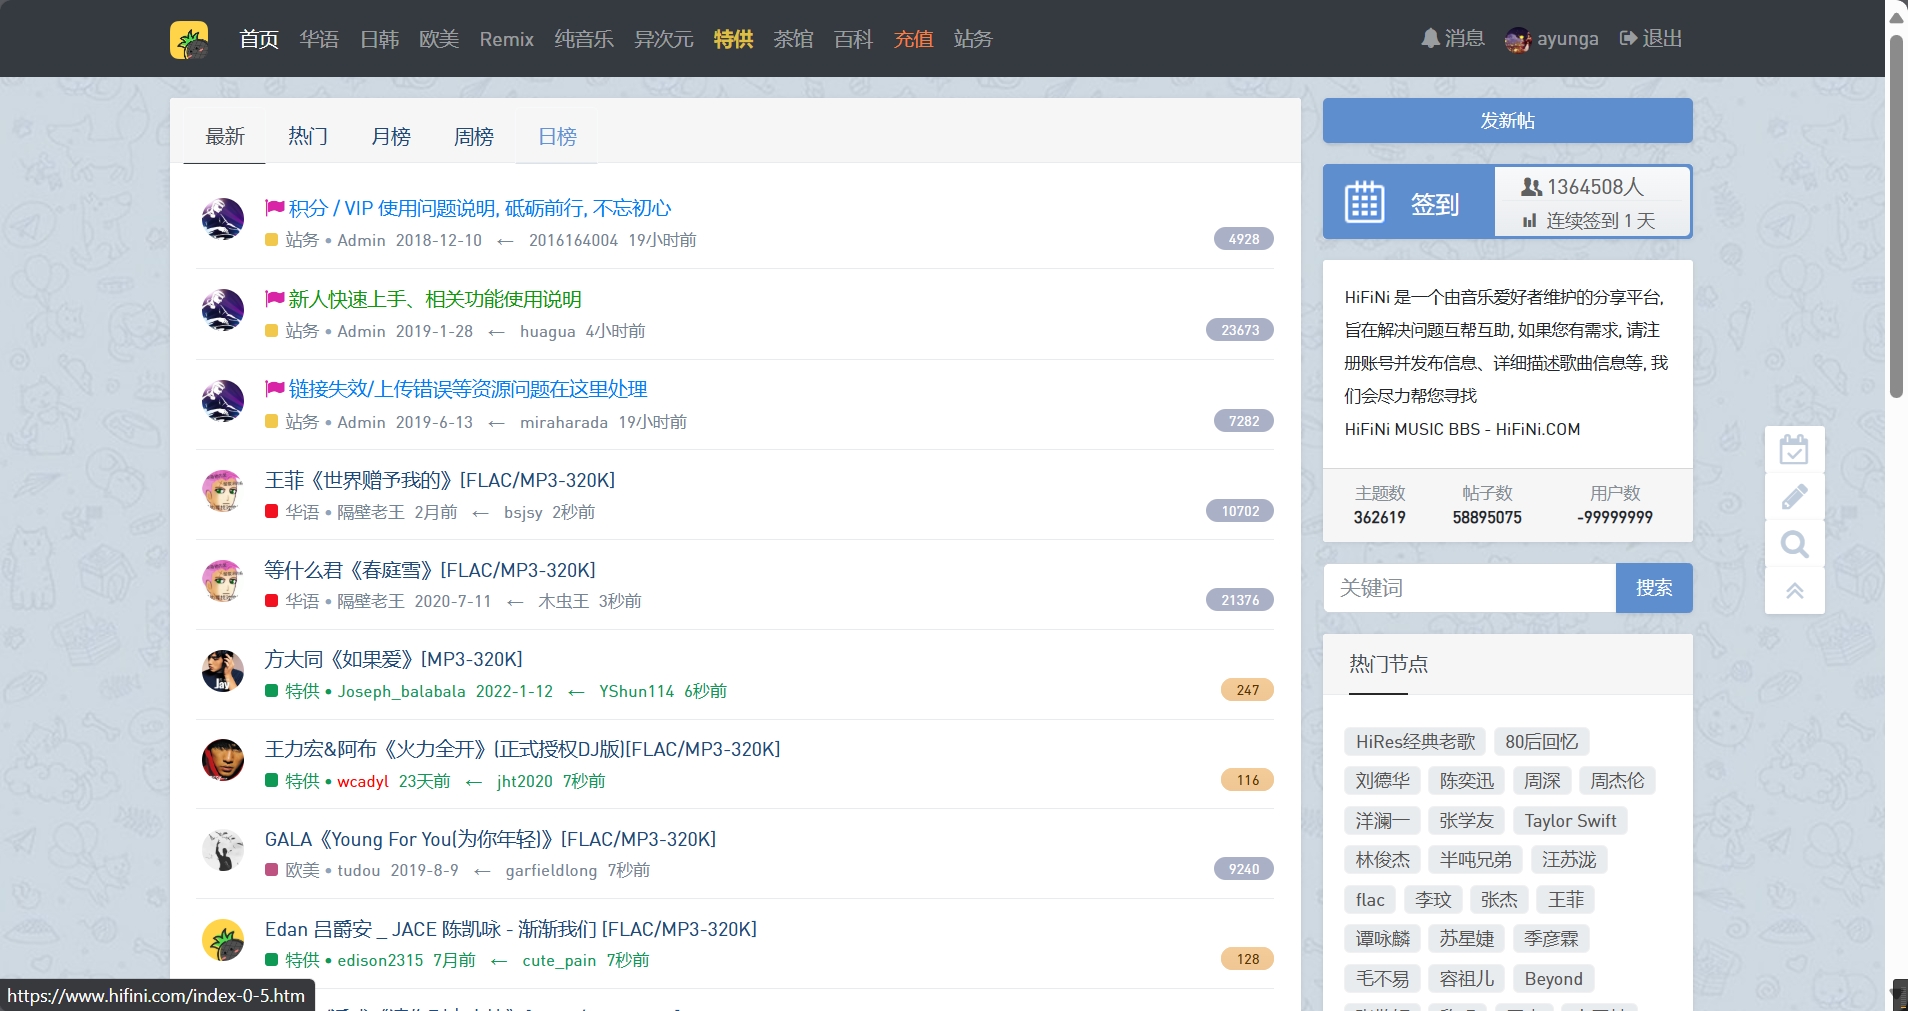 首页 华语 日韩 欧美 Remix 纯音乐 异次元 特供 茶馆 百科 充值 站务 消息 ayunga 退出
最新 热门 月榜 周榜 日榜
积分 / VIP 使用问题说明, 砥砺前行, 不忘初心
站务 • Admin 2018-12-10 ← 2016164004 19小时前 4928
新人快速上手、相关功能使用说明
站务 • Admin 2019-1-28 ← huagua 4小时前 23673
链接失效/上传错误等资源问题在这里处理
站务 • Admin 2019-6-13 ← miraharada 19小时前 7282
王菲《世界赠予我的》[FLAC/MP3-320K]
华语 • 隔壁老王 2月前 ← bsjsy 2秒前 10702
等什么君《春庭雪》[FLAC/MP3-320K]
华语 • 隔壁老王 2020-7-11 ← 木虫王 3秒前 21376
方大同《如果爱》[MP3-320K]
特供 • Joseph_balabala 2022-1-12 ← YShun114 6秒前 247
王力宏&阿布《火力全开》(正式授权DJ版)[FLAC/MP3-320K]
特供 • wcadyl 23天前 ← jht2020 7秒前 116
GALA《Young For You(为你年轻)》[FLAC/MP3-320K]
欧美 • tudou 2019-8-9 ← garfieldlong 7秒前 9240
Edan 吕爵安 _ JACE 陈凯咏 - 渐渐我们 [FLAC/MP3-320K]
特供 • edison2315 7月前 ← cute_pain 7秒前 128
https://www.hifini.com/index-0-5.htm
发新帖
签到
1364508人
连续签到 1 天
HiFiNi 是一个由音乐爱好者维护的分享平台,
旨在解决问题互帮互助, 如果您有需求, 请注
册账号并发布信息、详细描述歌曲信息等, 我
们会尽力帮您寻找
HiFiNi MUSIC BBS - HiFiNi.COM
主题数 帖子数 用户数
362619 58895075 -99999999
关键词 搜索
热门节点
HiRes经典老歌 80后回忆
刘德华 陈奕迅 周深 周杰伦
洋澜一 张学友 Taylor Swift
林俊杰 半吨兄弟 汪苏泷
flac 李玟 张杰 王菲
谭咏麟 苏星婕 季彦霖
毛不易 容祖儿 Beyond